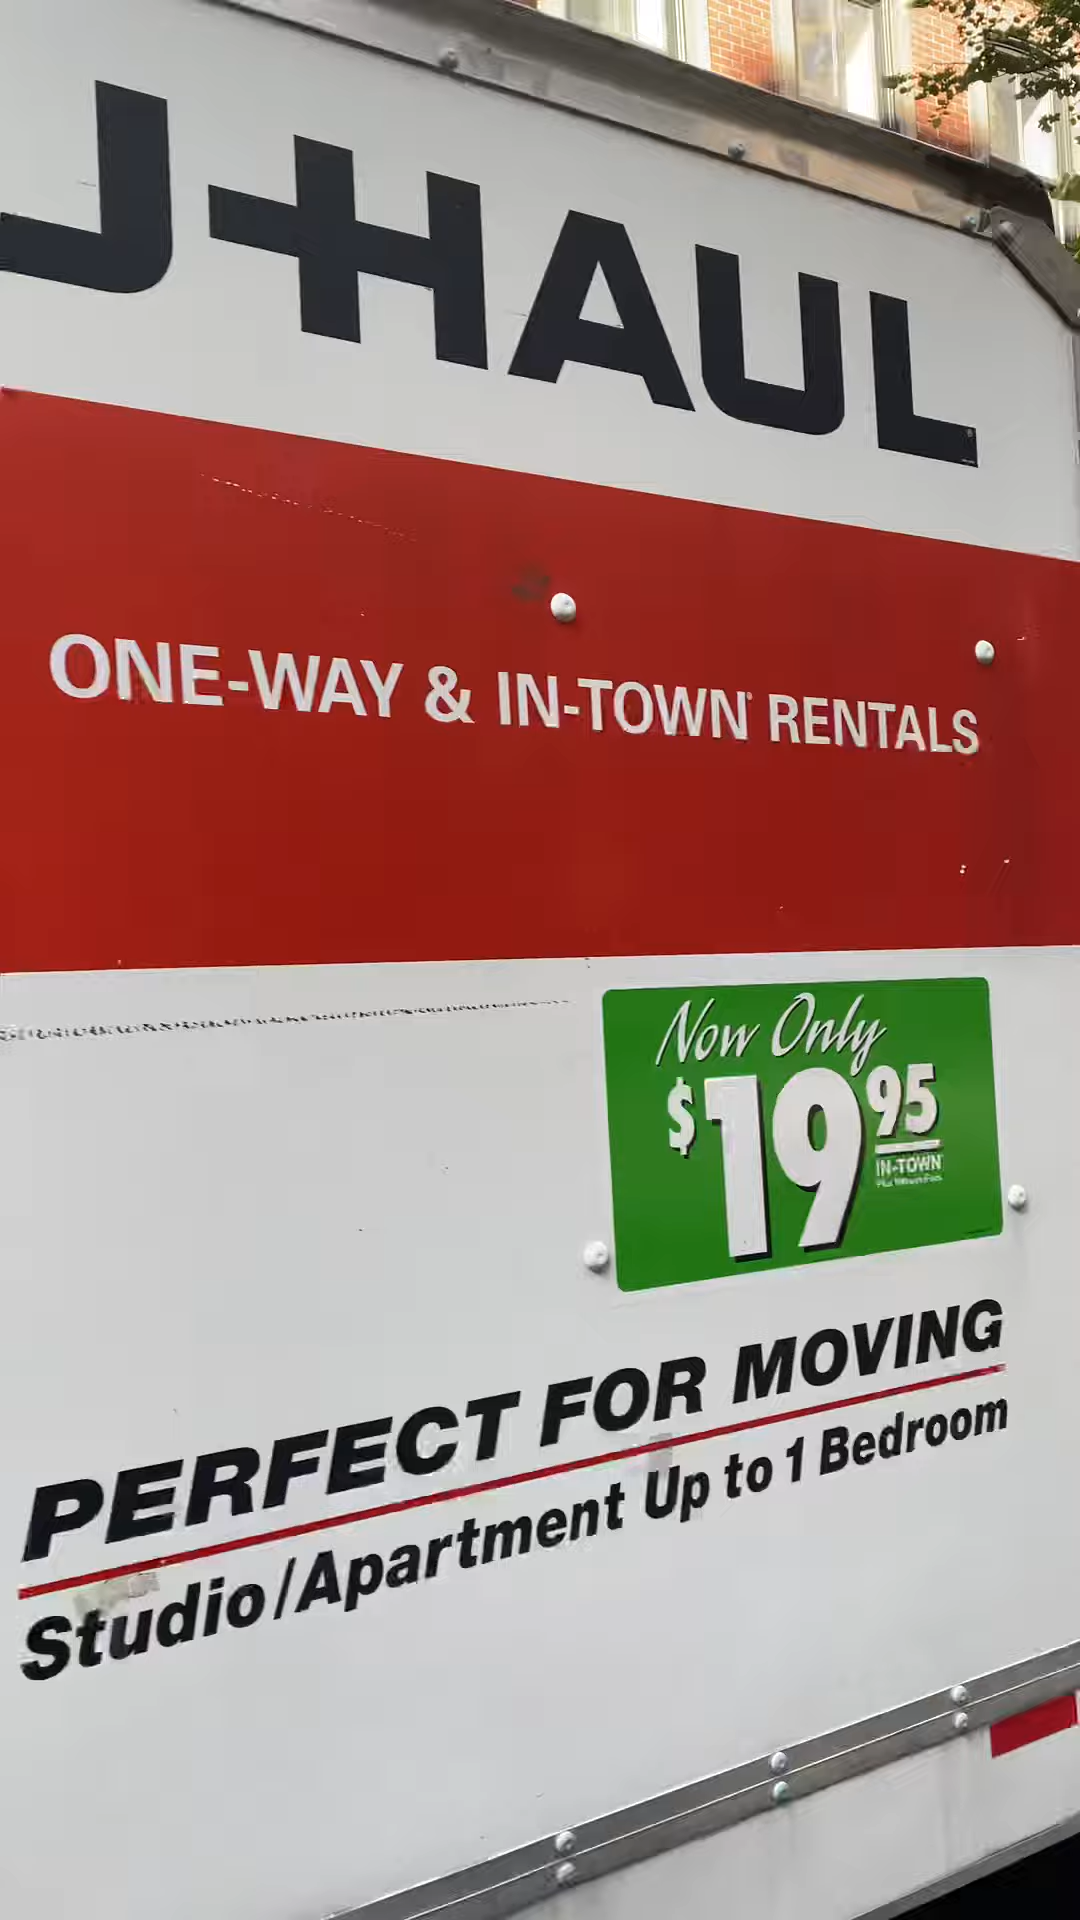 U-HAUL
ONE-WAY & IN-TOWN® RENTALS
Now Only
$19 95
IN-TOWN
PERFECT FOR MOVING
Studio/Apartment Up to 1 Bedroom